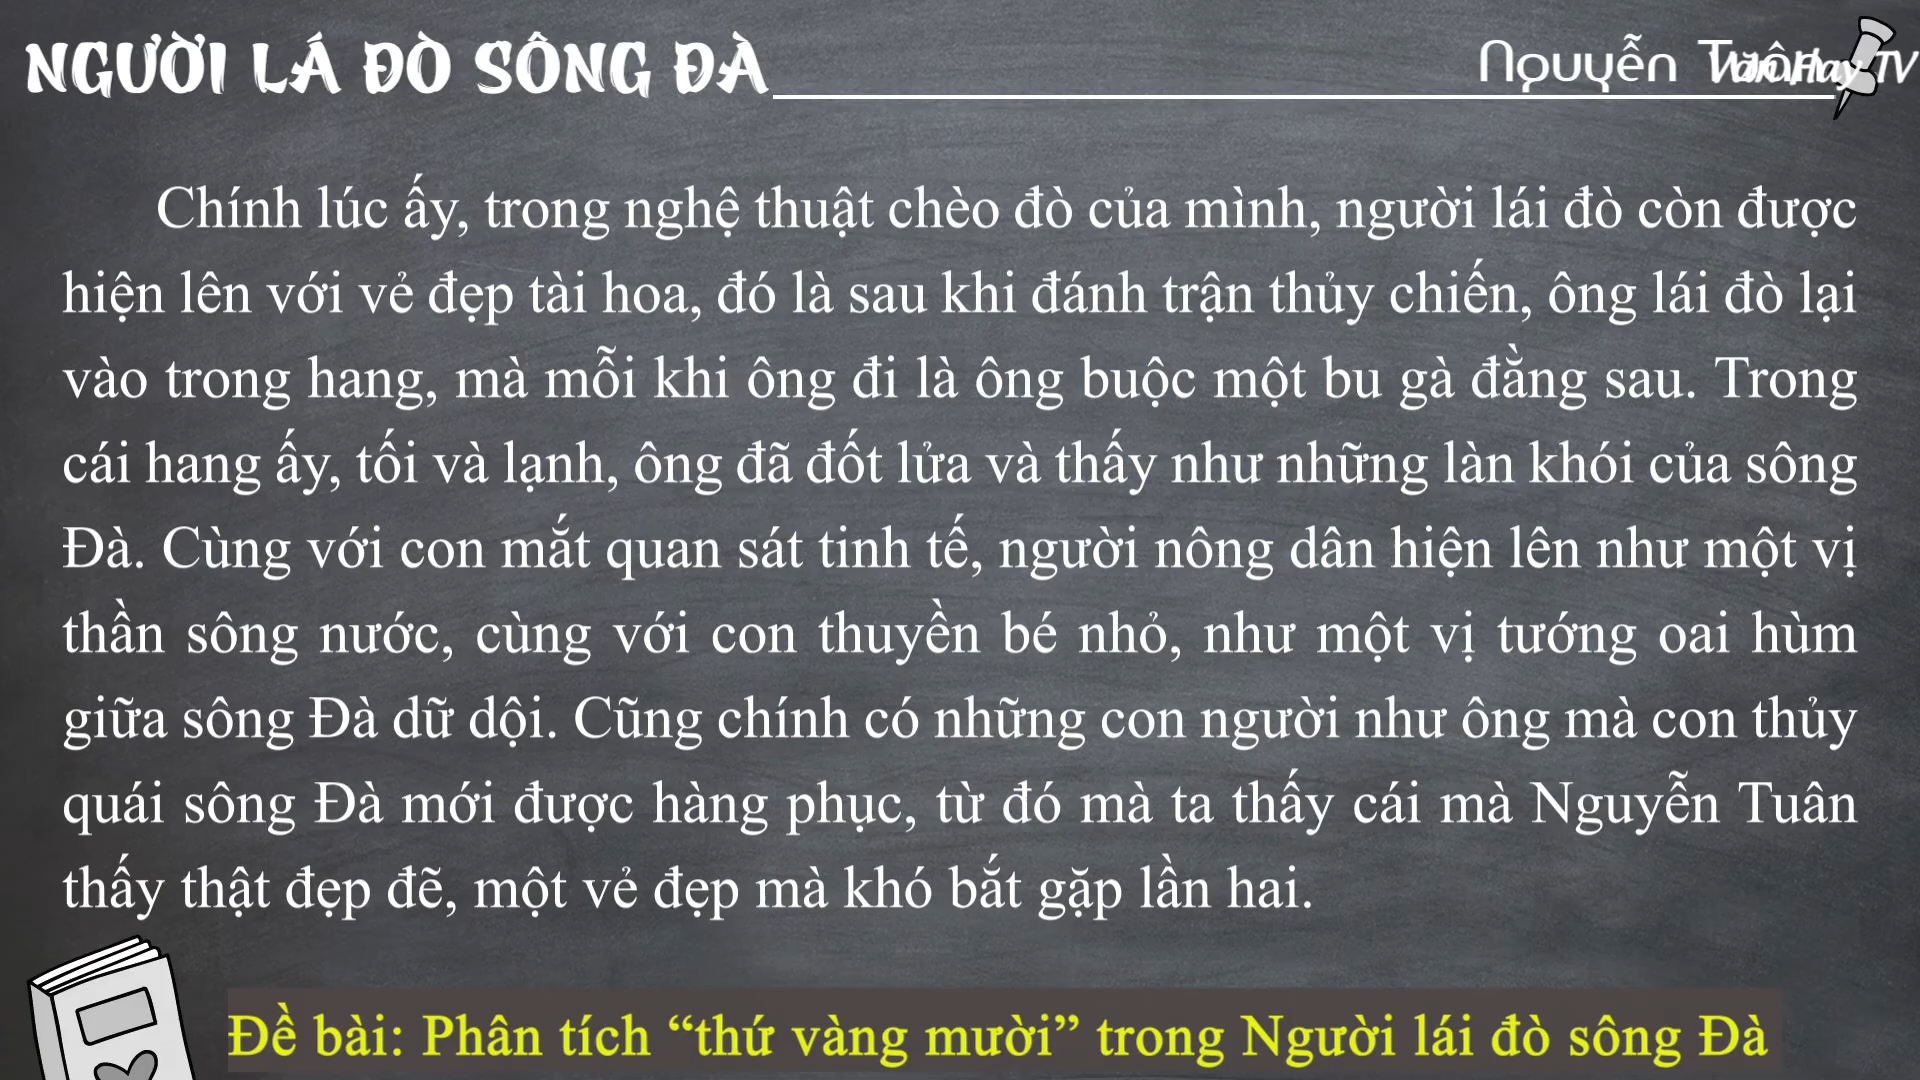 NGƯỜI LÁ ĐÒ SÔNG ĐÀ
Nguyễn Tuân
Văn Hay TV
Chính lúc ấy, trong nghệ thuật chèo đò của mình, người lái đò còn được
hiện lên với vẻ đẹp tài hoa, đó là sau khi đánh trận thủy chiến, ông lái đò lại
vào trong hang, mà mỗi khi ông đi là ông buộc một bu gà đằng sau. Trong
cái hang ấy, tối và lạnh, ông đã đốt lửa và thấy như những làn khói của sông
Đà. Cùng với con mắt quan sát tinh tế, người nông dân hiện lên như một vị
thần sông nước, cùng với con thuyền bé nhỏ, như một vị tướng oai hùm
giữa sông Đà dữ dội. Cũng chính có những con người như ông mà con thủy
quái sông Đà mới được hàng phục, từ đó mà ta thấy cái mà Nguyễn Tuân
thấy thật đẹp đẽ, một vẻ đẹp mà khó bắt gặp lần hai.
Đề bài: Phân tích “thứ vàng mười” trong Người lái đò sông Đà